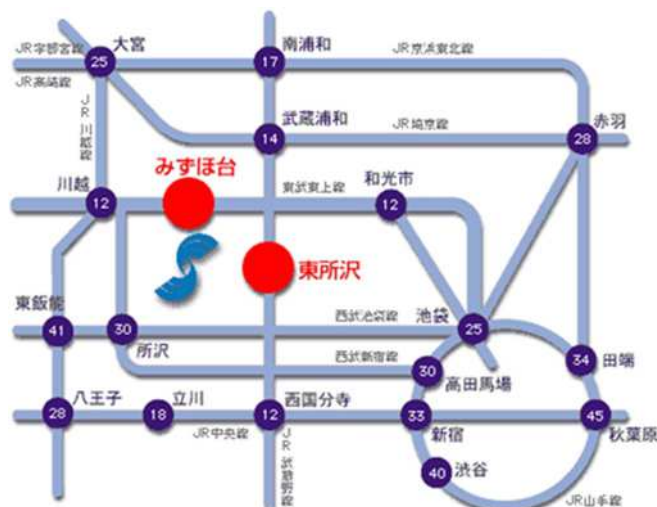 大宮
南浦和
JR宇都宮線
25
17
JR京浜東北線
JR高崎線
JR川越線
武蔵浦和
JR埼京線
赤羽
14
28
みずほ台
川越
東武東上線
和光市
12
12
東所沢
東飯能
西武池袋線
池袋
41
30
25
所沢
西武新宿線
30
高田馬場
34
田端
八王子
立川
西国分寺
28
18
12
33
45
JR中央線
新宿
秋葉原
JR武蔵野線
40
渋谷
JR山手線